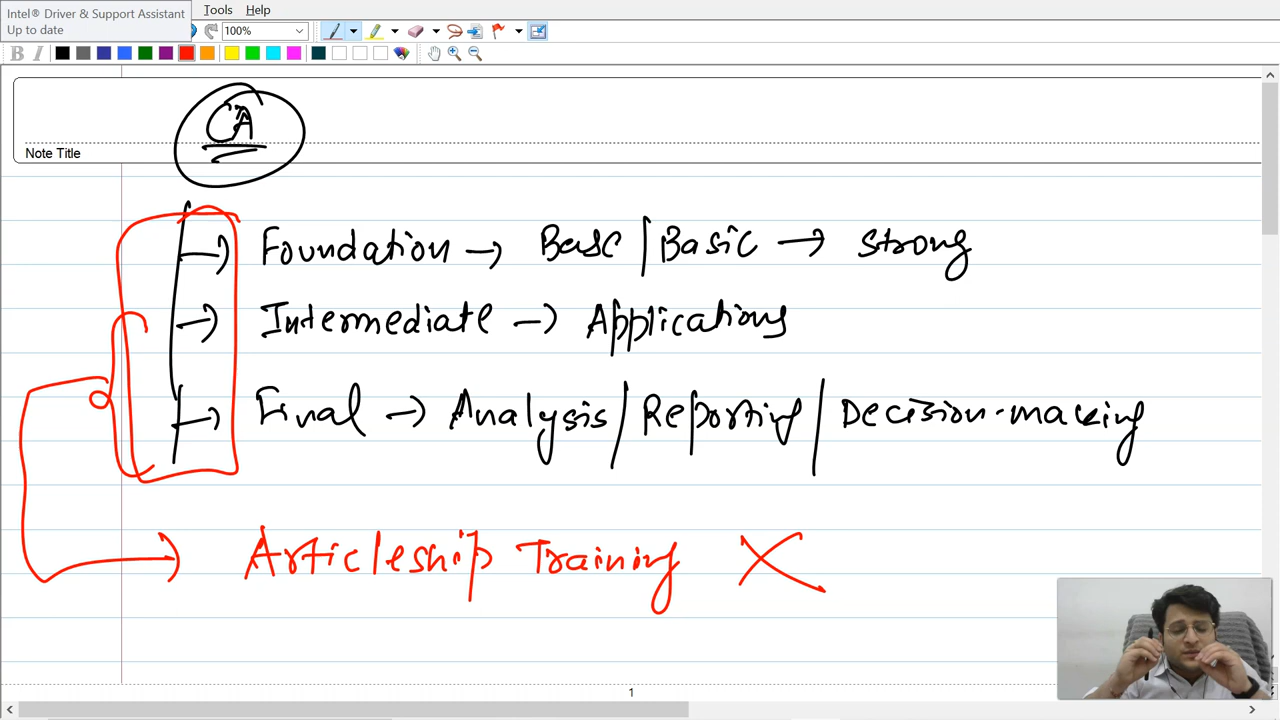 Intel® Driver & Support Assistant
Up to date
Tools Help
100%
B I
CA
Note Title
Foundation → Base | Basic → Strong
Intermediate → Applications
Final → Analysis | Reporting | Decision-making
Articleship Training X
1